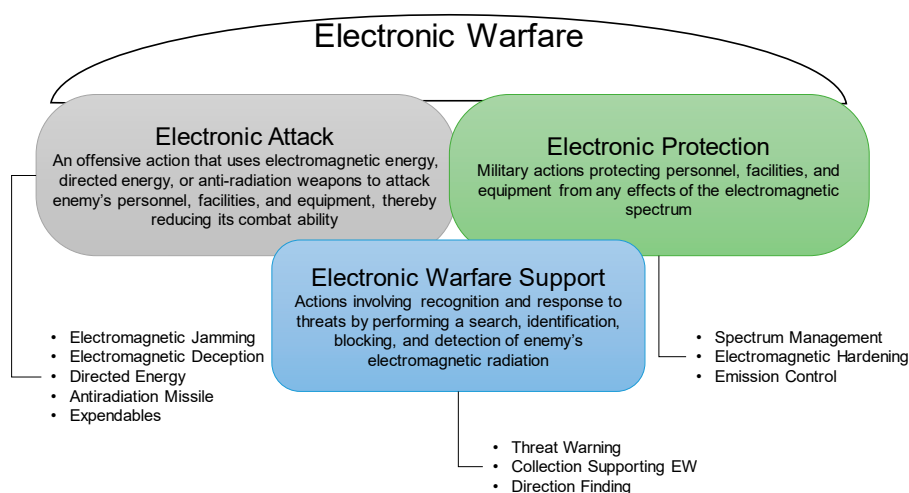 Electronic Warfare
Electronic Attack
An offensive action that uses electromagnetic energy,
directed energy, or anti-radiation weapons to attack
enemy's personnel, facilities, and equipment, thereby
reducing its combat ability
Electronic Protection
Military actions protecting personnel, facilities, and
equipment from any effects of the electromagnetic
spectrum
Electronic Warfare Support
Actions involving recognition and response to
threats by performing a search, identification,
blocking, and detection of enemy's
electromagnetic radiation
• Electromagnetic Jamming
• Electromagnetic Deception
• Directed Energy
• Antiradiation Missile
• Expendables
• Spectrum Management
• Electromagnetic Hardening
• Emission Control
• Threat Warning
• Collection Supporting EW
• Direction Finding